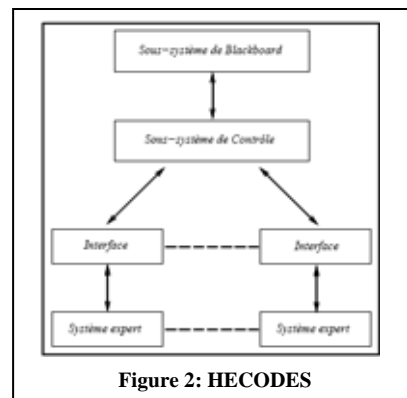 Sous-système de Blackboard
Sous-système de Contrôle
Interface Interface
Système expert Système expert
Figure 2: HECODES